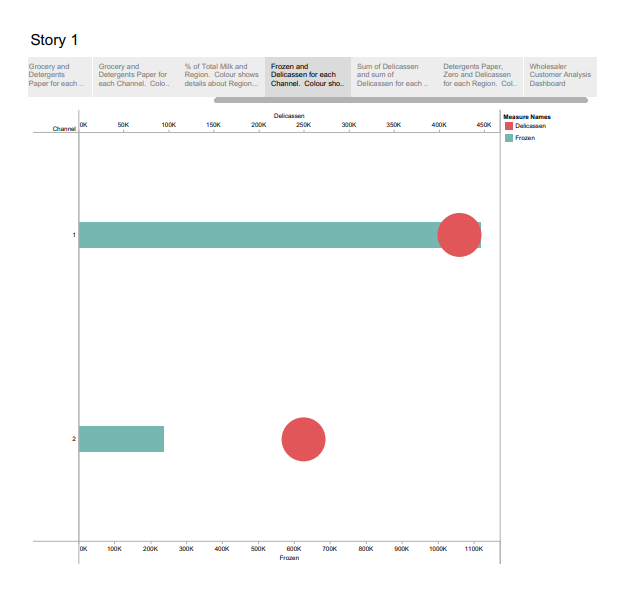 Story 1
Grocery and
Detergents
Paper for each ..
Grocery and
Detergents Paper for
each Channel.  Colo..
% of Total Milk and
Region.  Colour shows
details about Region...
Frozen and
Delicassen for each
Channel.  Colour sho..
Sum of Delicassen
and sum of
Delicassen for each ..
Detergents Paper,
Zero and Delicassen
for each Region.  Col..
Wholesaler
Customer Analysis
Dashboard
Delicassen
Channel
0K 50K 100K 150K 200K 250K 300K 350K 400K 450K
1
2
0K 100K 200K 300K 400K 500K 600K 700K 800K 900K 1000K 1100K
Frozen
Measure Names
Delicassen
Frozen